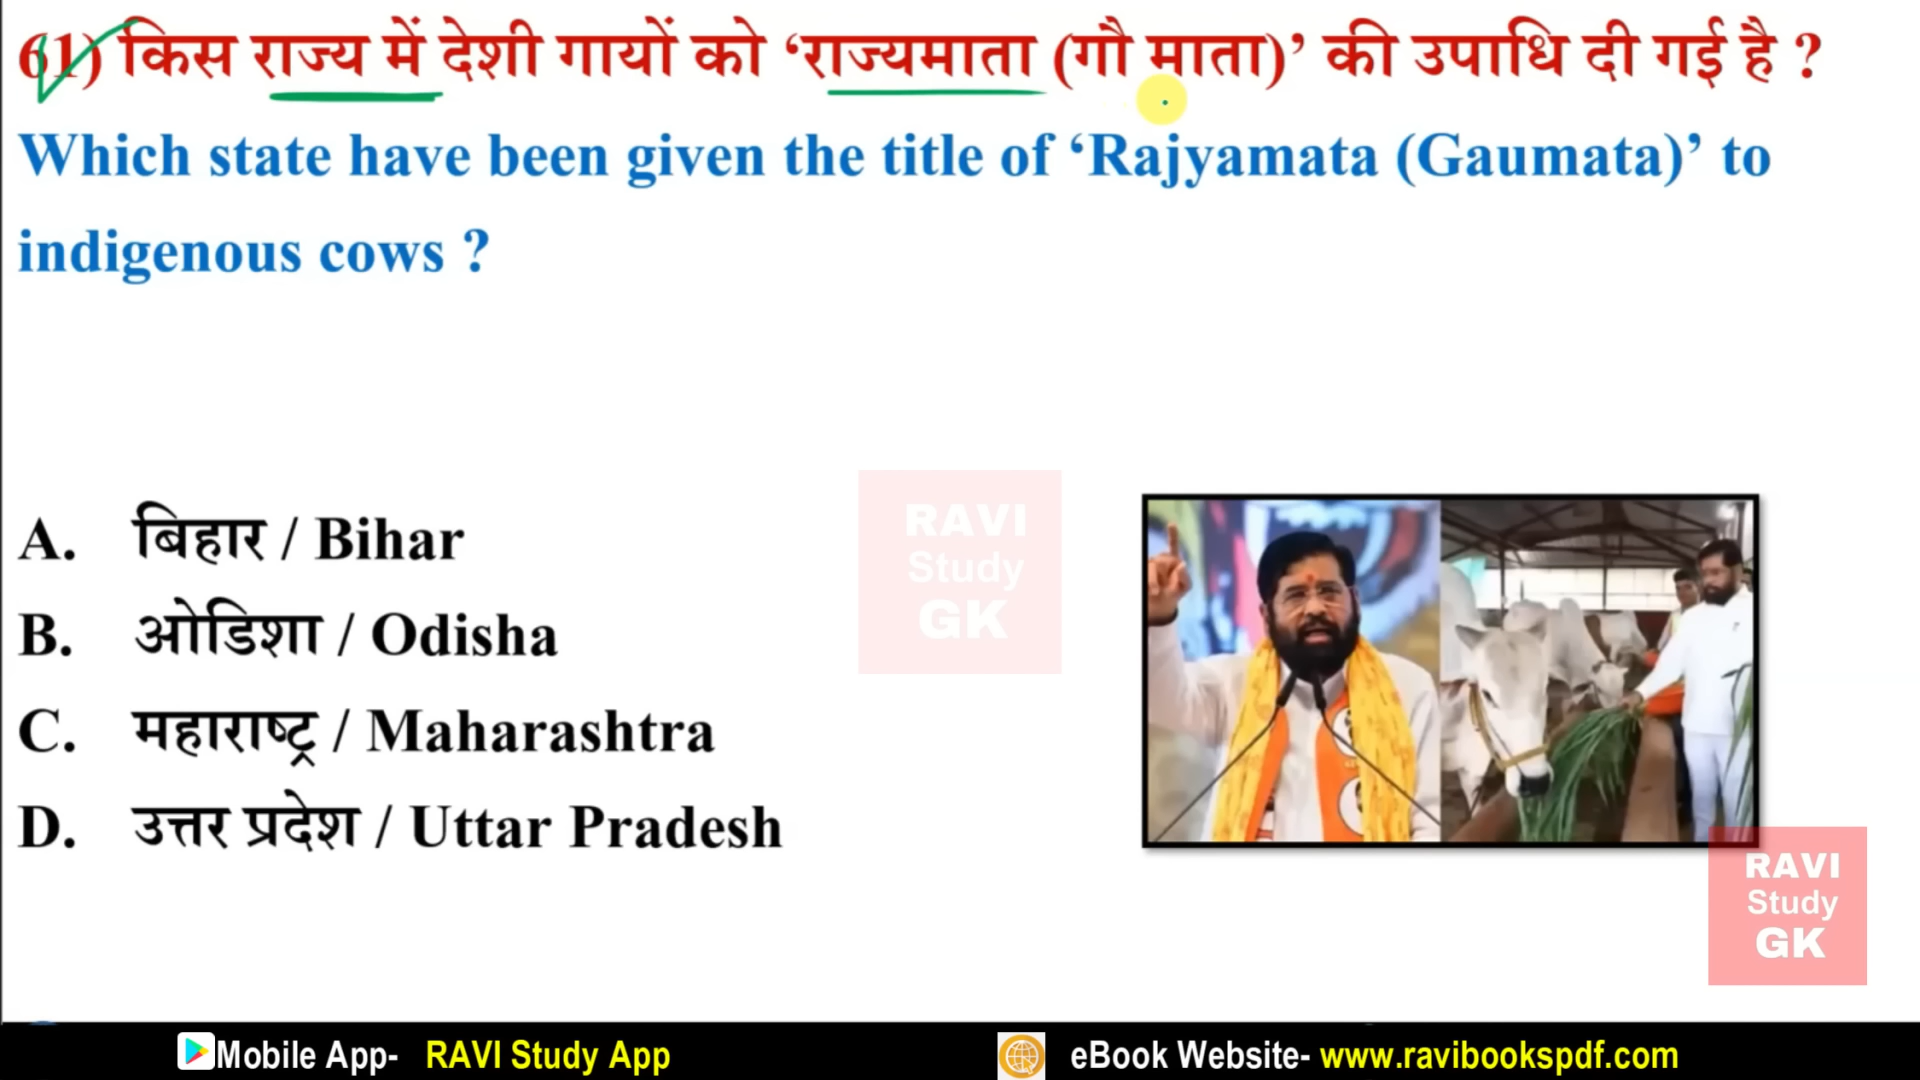 61) किस राज्य में देशी गायों को ‘राज्यमाता (गौ माता)’ की उपाधि दी गई है ?
Which state have been given the title of ‘Rajyamata (Gaumata)’ to
indigenous cows ?
A. बिहार / Bihar
B. ओडिशा / Odisha
C. महाराष्ट्र / Maharashtra
D. उत्तर प्रदेश / Uttar Pradesh
RAVI
Study
GK
RAVI
Study
GK
Mobile App- RAVI Study App
eBook Website- www.ravibookspdf.com